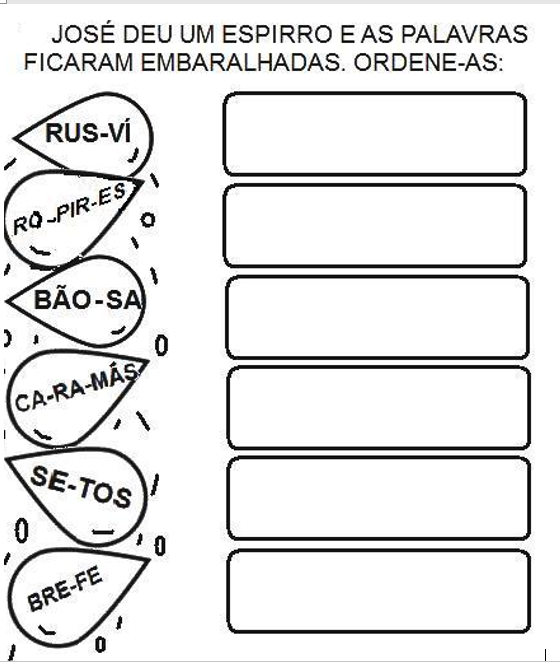 JOSÉ DEU UM ESPIRRO E AS PALAVRAS
FICARAM EMBARALHADAS. ORDENE-AS:
RUS-VÍ
RO-PIR-ES
BÃO-SA
CA-RA-MÁS
SE-TOS
BRE-FE